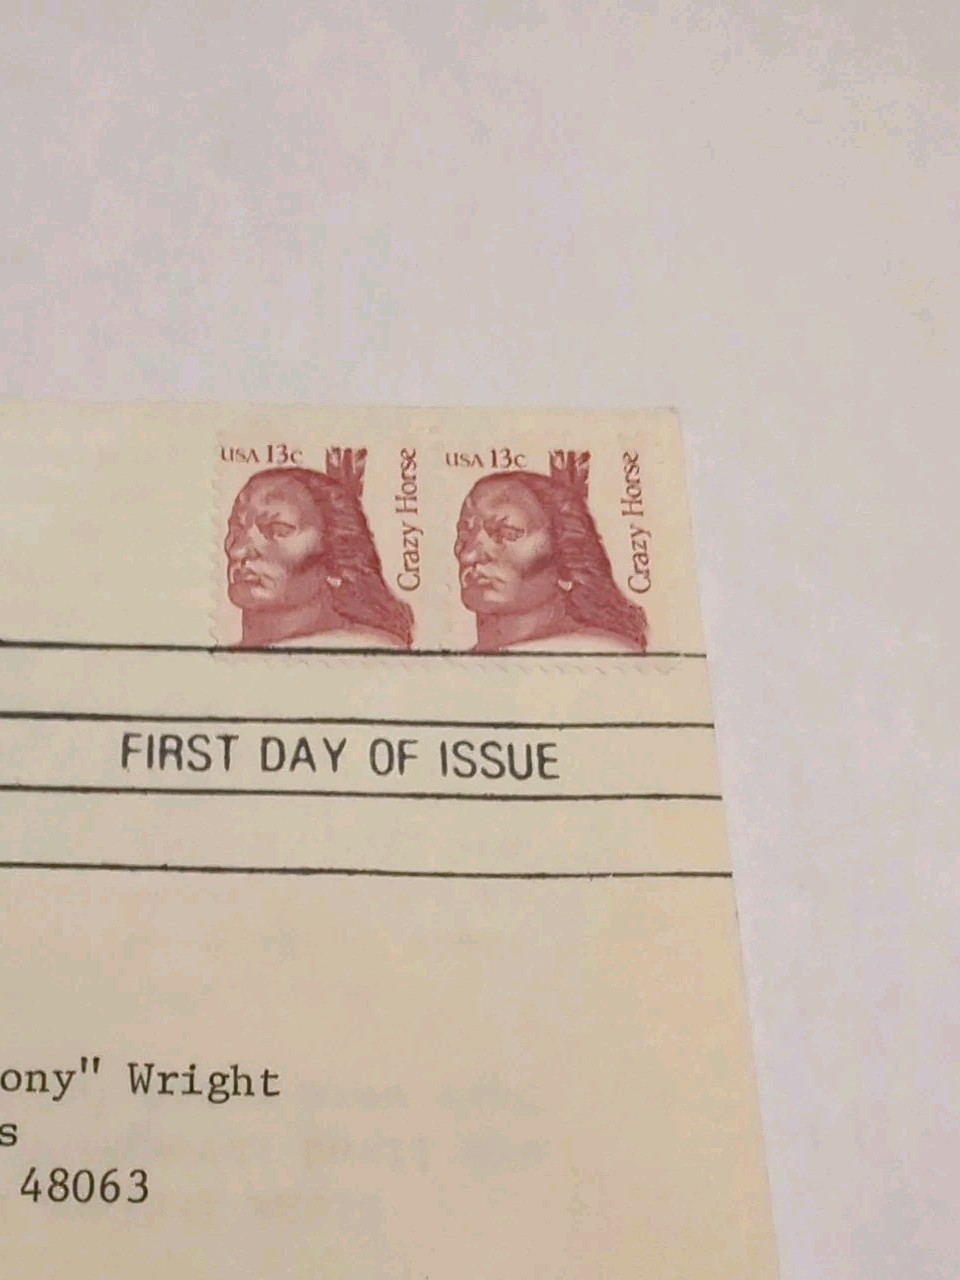 USA 13c
Crazy Horse
USA 13c
Crazy Horse
FIRST DAY OF ISSUE
ony" Wright
s
48063